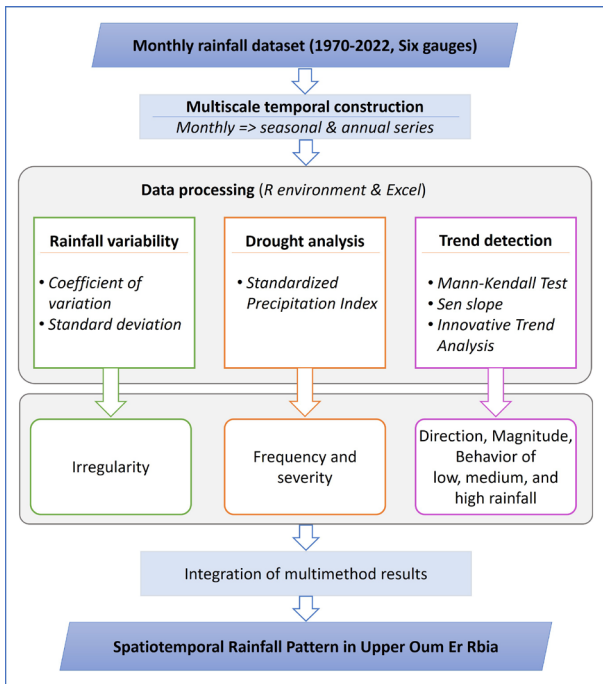 Monthly rainfall dataset (1970-2022, Six gauges)
Multiscale temporal construction
Monthly => seasonal & annual series
Data processing (R environment & Excel)
Rainfall variability
• Coefficient of
variation
• Standard deviation
Drought analysis
• Standardized
Precipitation Index
Trend detection
• Mann-Kendall Test
• Sen slope
• Innovative Trend
Analysis
Irregularity
Frequency and
severity
Direction, Magnitude,
Behavior of
low, medium, and
high rainfall
Integration of multimethod results
Spatiotemporal Rainfall Pattern in Upper Oum Er Rbia